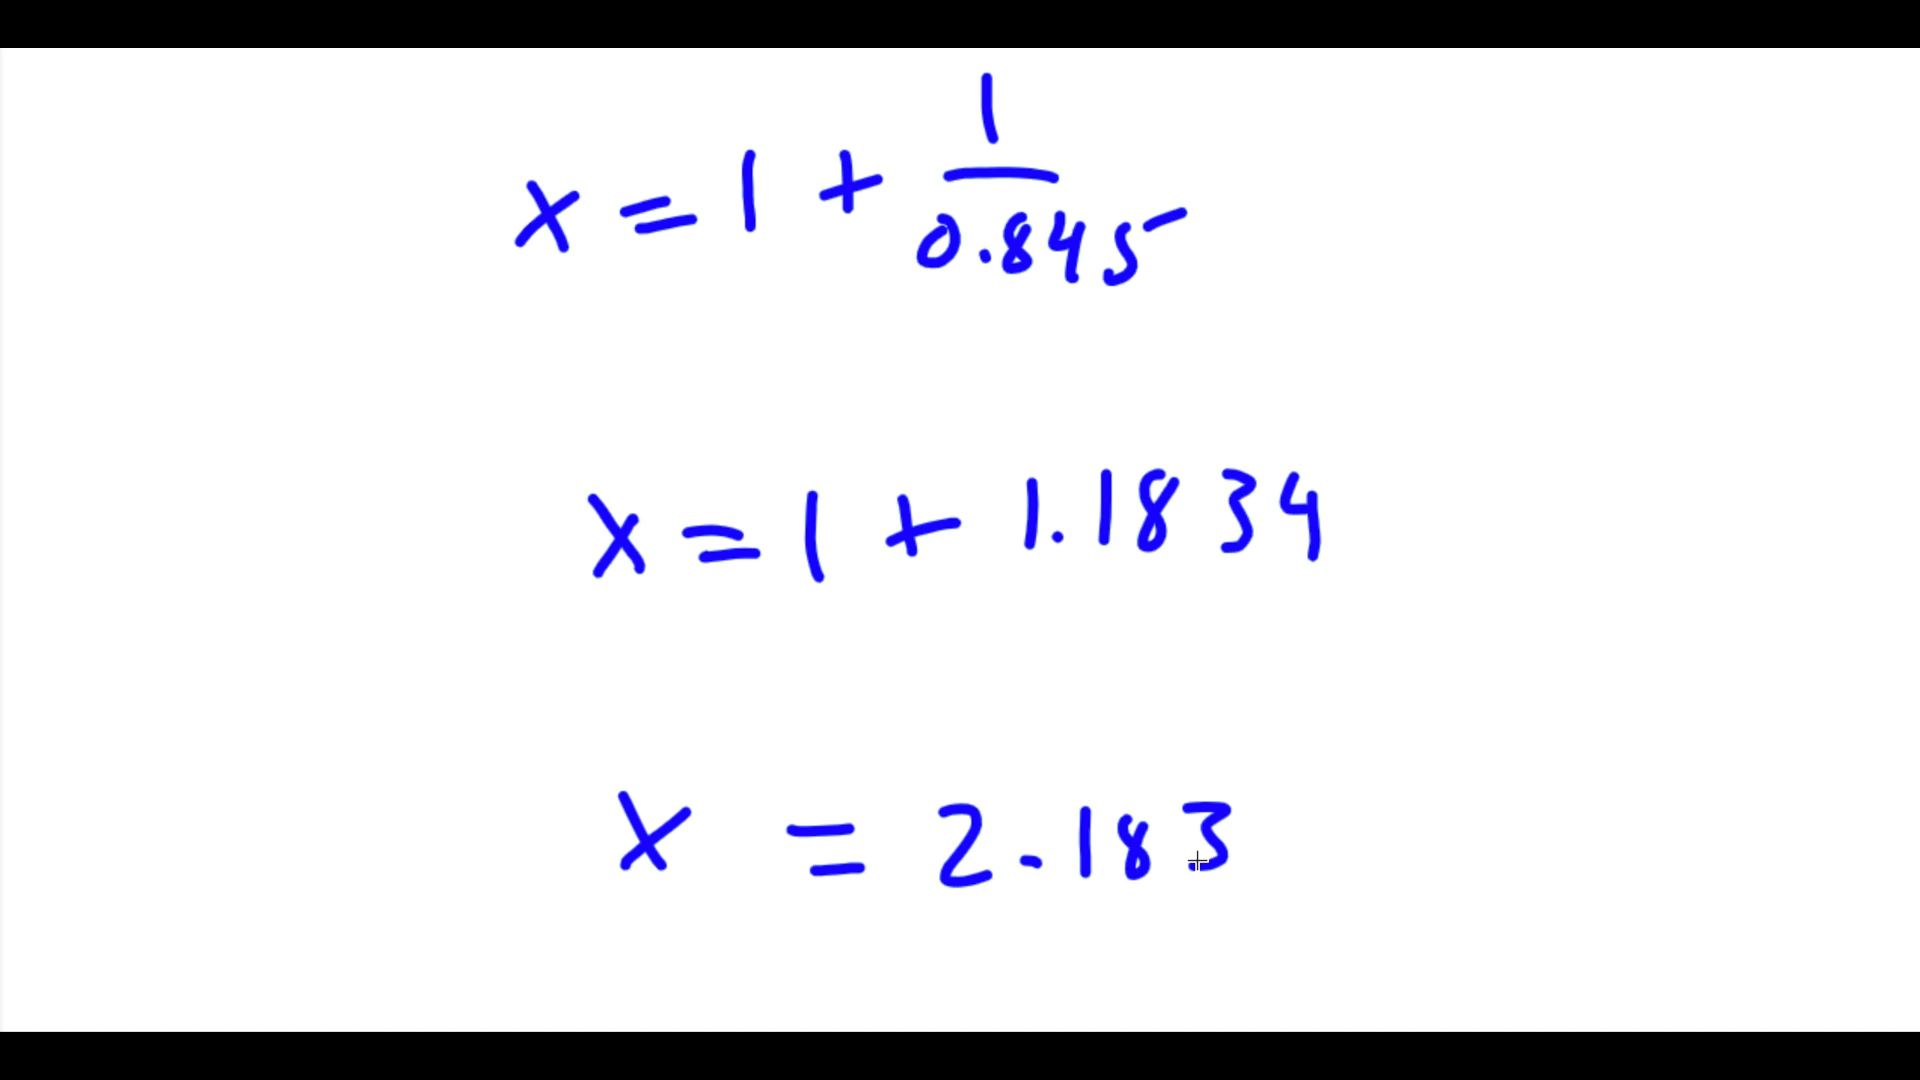 x = 1 + 1/0.845
x = 1 + 1.1834
x = 2.183